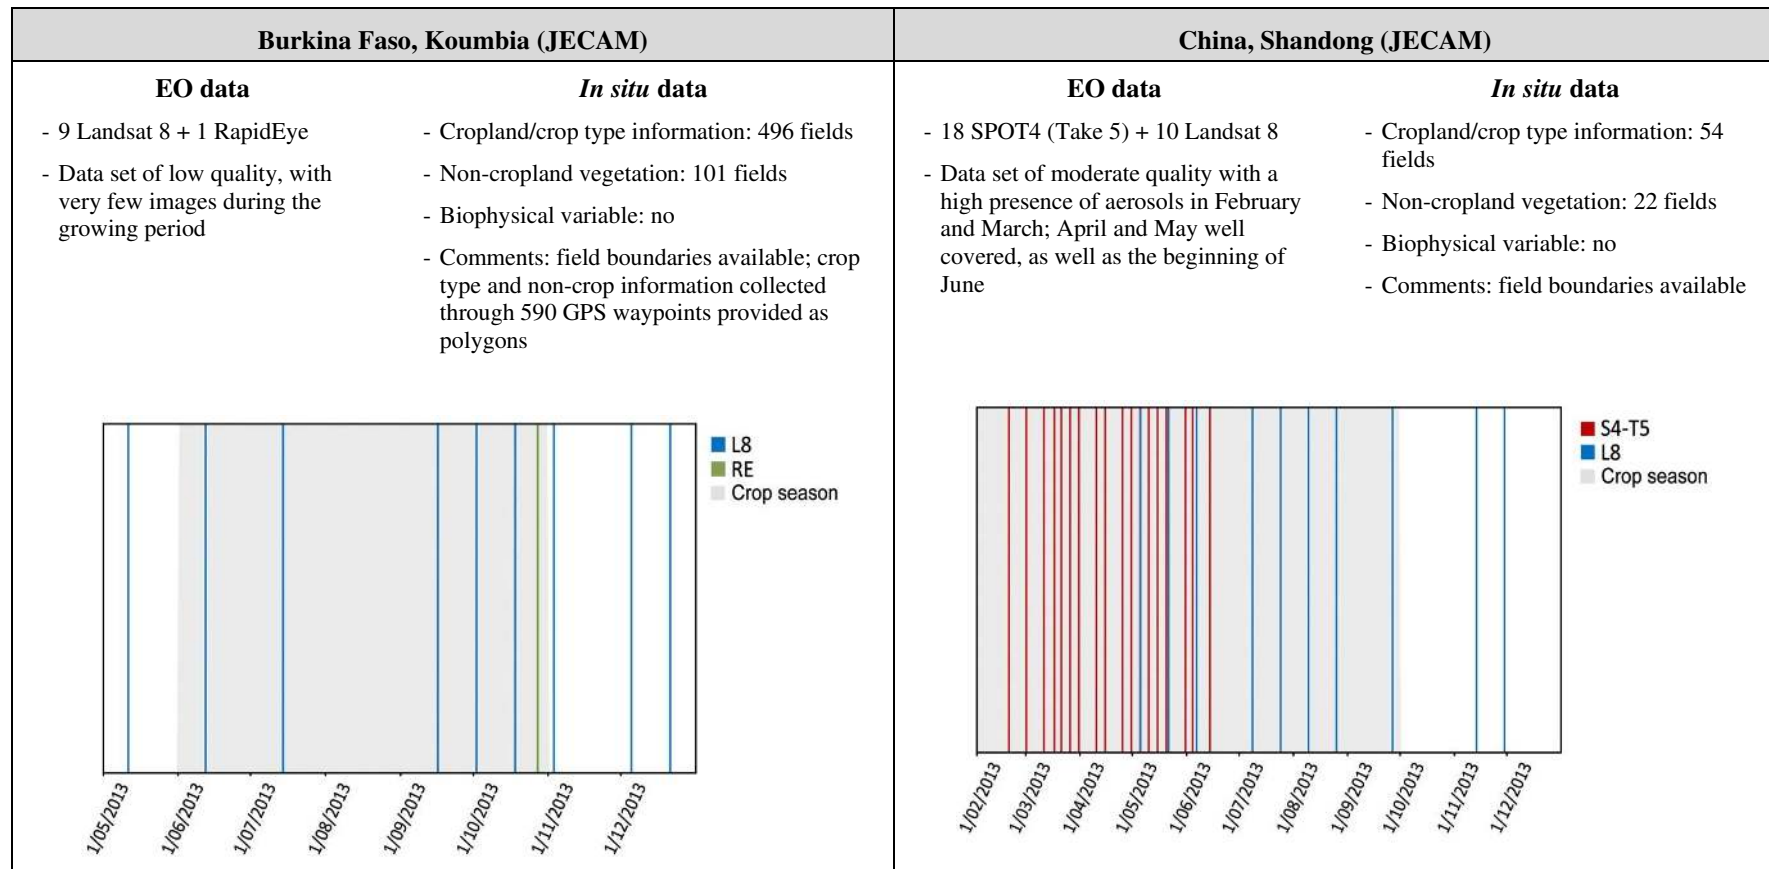 Burkina Faso, Koumbia (JECAM)
EO data
- 9 Landsat 8 + 1 RapidEye
- Data set of low quality, with
very few images during the
growing period
In situ data
- Cropland/crop type information: 496 fields
- Non-cropland vegetation: 101 fields
- Biophysical variable: no
- Comments: field boundaries available; crop
type and non-crop information collected
through 590 GPS waypoints provided as
polygons
L8
RE
Crop season
1/05/2013
1/06/2013
1/07/2013
1/08/2013
1/09/2013
1/10/2013
1/11/2013
1/12/2013
China, Shandong (JECAM)
EO data
- 18 SPOT4 (Take 5) + 10 Landsat 8
- Data set of moderate quality with a
high presence of aerosols in February
and March; April and May well
covered, as well as the beginning of
June
In situ data
- Cropland/crop type information: 54
fields
- Non-cropland vegetation: 22 fields
- Biophysical variable: no
- Comments: field boundaries available
S4-T5
L8
Crop season
1/02/2013
1/03/2013
1/04/2013
1/05/2013
1/06/2013
1/07/2013
1/08/2013
1/09/2013
1/10/2013
1/11/2013
1/12/2013